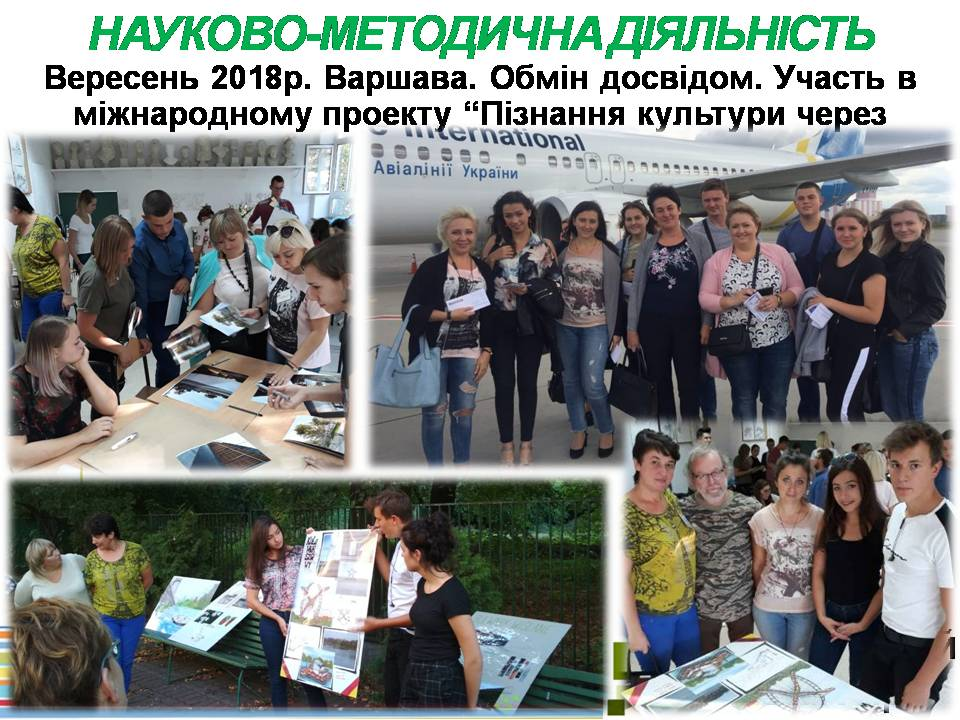 НАУКОВО-МЕТОДИЧНА ДІЯЛЬНІСТЬ
Вересень 2018р. Варшава. Обмін досвідом. Участь в
міжнародному проекту “Пізнання культури через
International
Авіалінії України